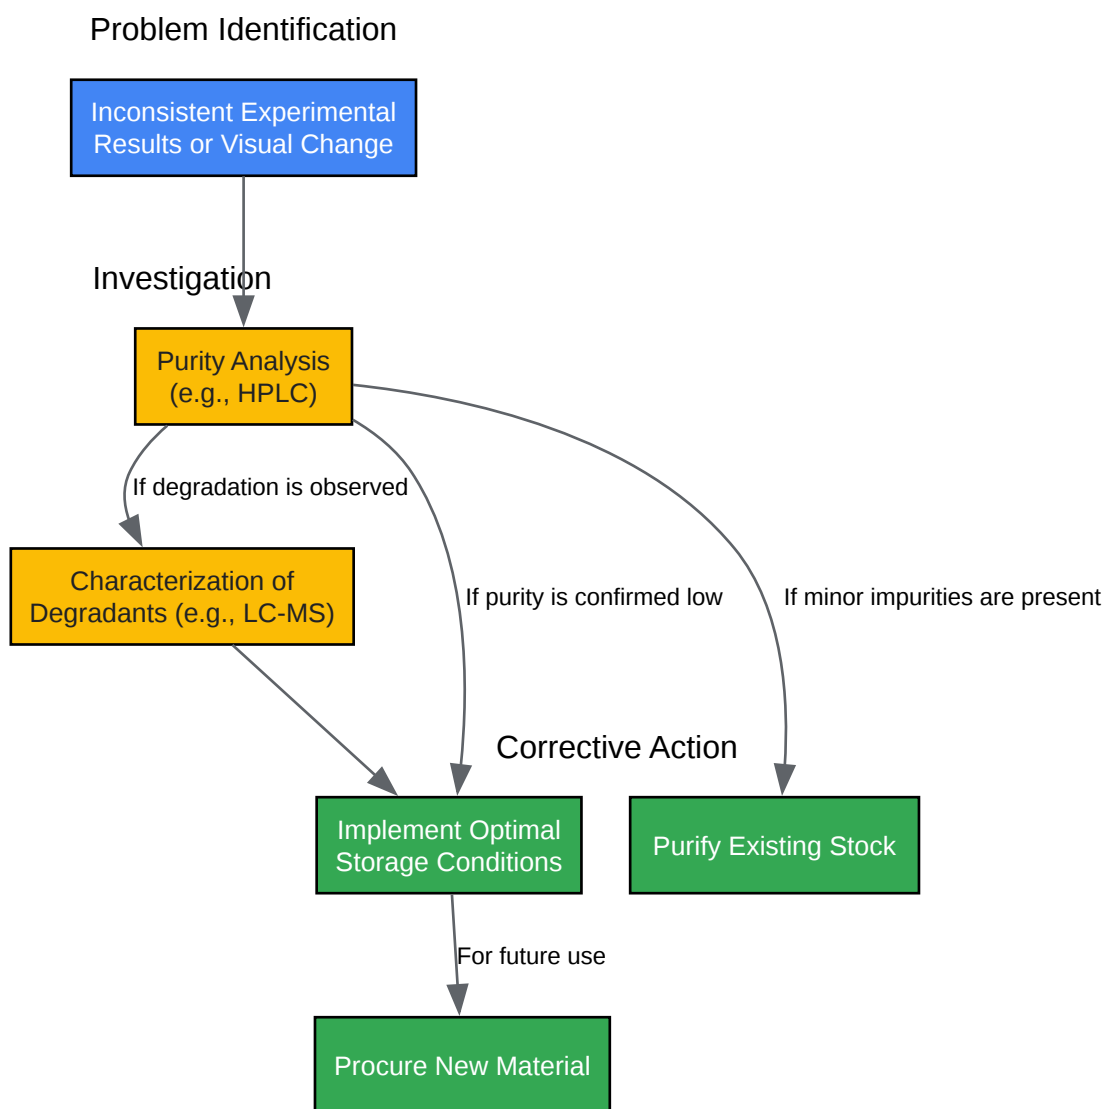 Problem Identification
Inconsistent Experimental
Results or Visual Change
Investigation
Purity Analysis
(e.g., HPLC)
If degradation is observed
Characterization of
Degradants (e.g., LC-MS)
If purity is confirmed low
If minor impurities are present
Corrective Action
Implement Optimal
Storage Conditions
Purify Existing Stock
For future use
Procure New Material